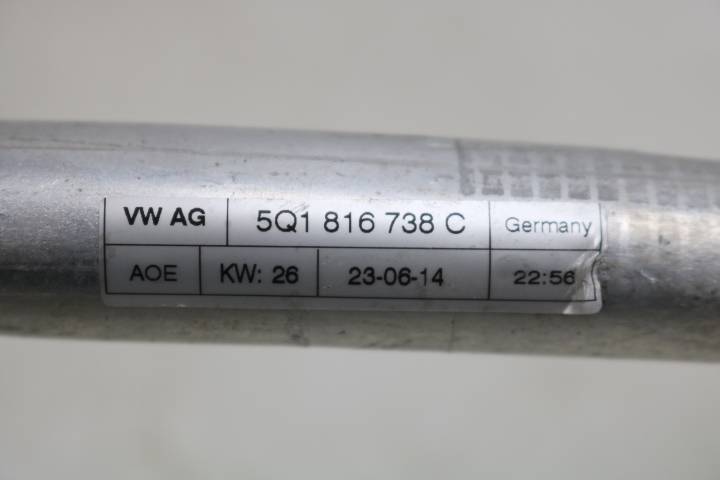 VW AG 5Q1 816 738 C Germany
AOE KW: 26 23-06-14 22:56